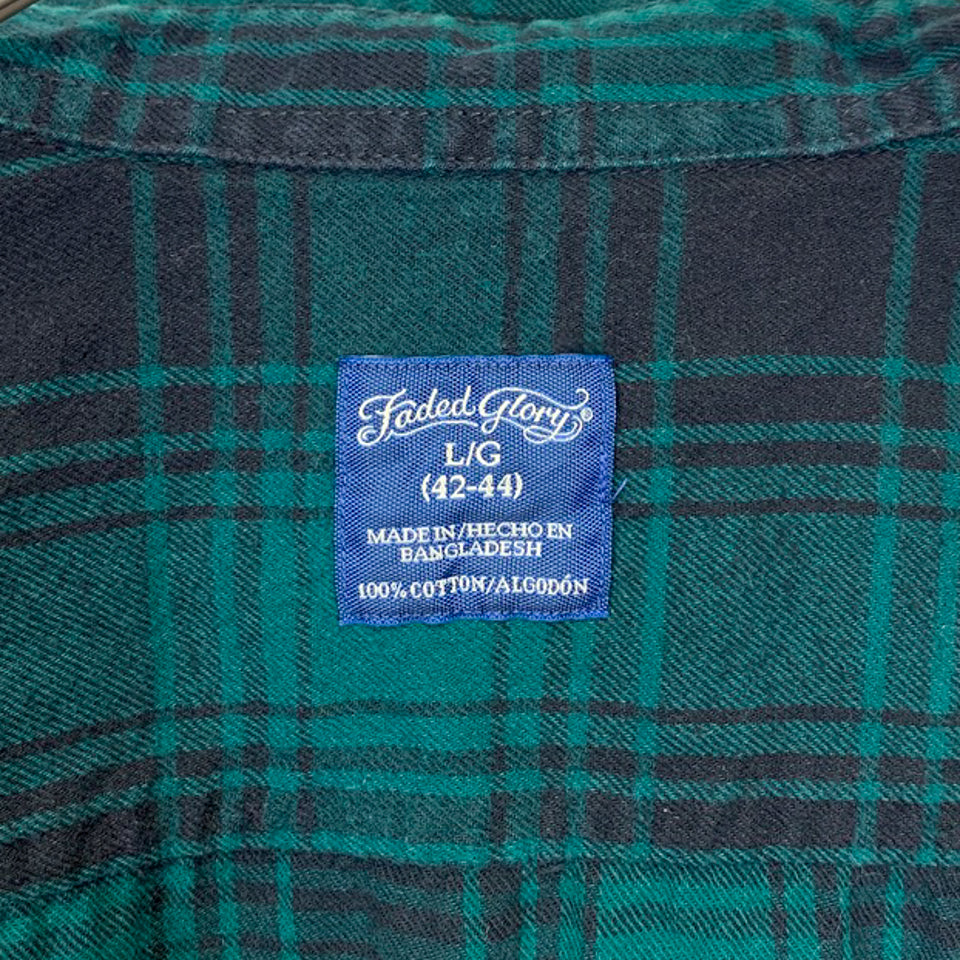 Faded Glory®
L/G
(42-44)
MADE IN/HECHO EN
BANGLADESH
100% COTTON/ALGODÓN